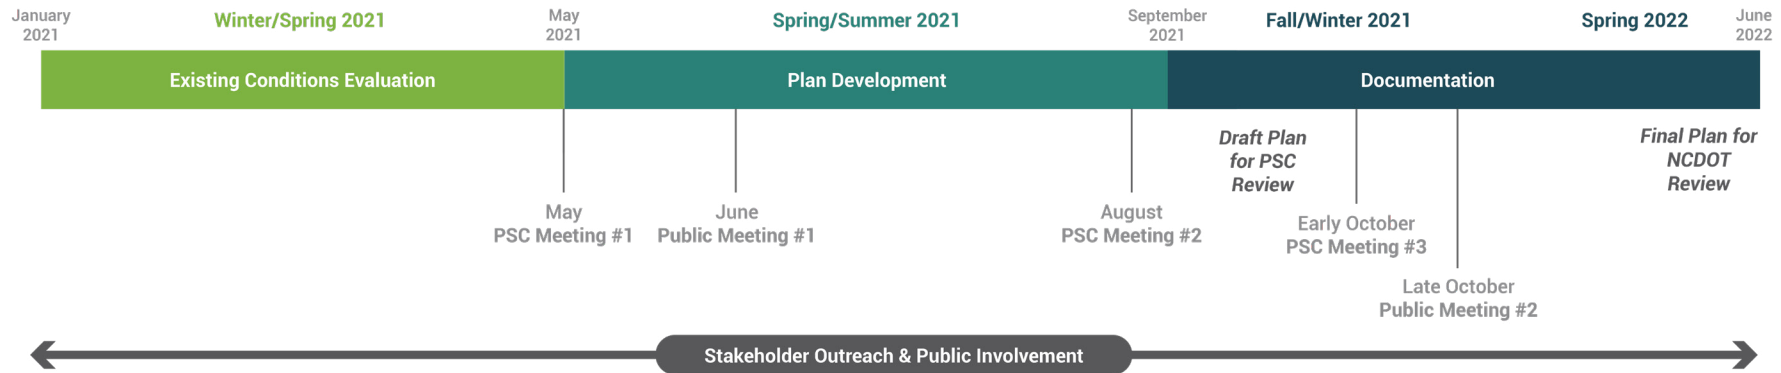 January
2021
Winter/Spring 2021
May
2021
Spring/Summer 2021
September
2021
Fall/Winter 2021
Spring 2022
June
2022
Existing Conditions Evaluation
Plan Development
Documentation
Draft Plan
for PSC
Review
Final Plan for
NCDOT
Review
May
PSC Meeting #1
June
Public Meeting #1
August
PSC Meeting #2
Early October
PSC Meeting #3
Late October
Public Meeting #2
Stakeholder Outreach & Public Involvement